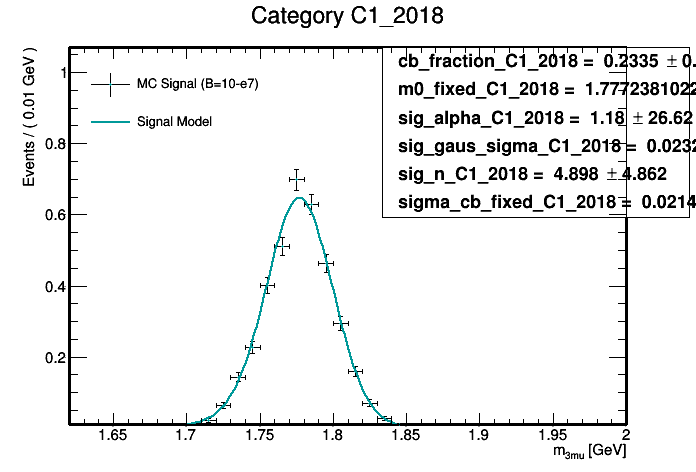 Category C1_2018
Events / ( 0.01 GeV )
MC Signal (B=10-e7)
Signal Model
cb_fraction_C1_2018 = 0.2335 ± 0.
m0_fixed_C1_2018 = 1.7772381022
sig_alpha_C1_2018 = 1.18 ± 26.62
sig_gaus_sigma_C1_2018 = 0.0232
sig_n_C1_2018 = 4.898 ± 4.862
sigma_cb_fixed_C1_2018 = 0.0214
1
0.8
0.6
0.4
0.2
1.65 1.7 1.75 1.8 1.85 1.9 1.95 2
m3mu [GeV]